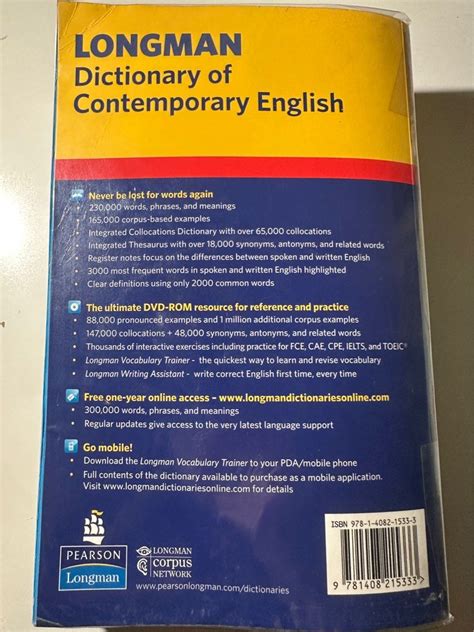 LONGMAN
Dictionary of
Contemporary English
Never be lost for words again
• 230,000 words, phrases, and meanings
• 165,000 corpus-based examples
• Integrated Collocations Dictionary with over 65,000 collocations
• Integrated Thesaurus with over 18,000 synonyms, antonyms, and related words
• Register notes focus on the differences between spoken and written English
• 3000 most frequent words in spoken and written English highlighted
• Clear definitions using only 2000 common words
The ultimate DVD-ROM resource for reference and practice
• 88,000 pronounced examples and 1 million additional corpus examples
• 147,000 collocations + 48,000 synonyms, antonyms, and related words
• Thousands of interactive exercises including practice for FCE, CAE, CPE, IELTS, and TOEIC®
• Longman Vocabulary Trainer - the quickest way to learn and revise vocabulary
• Longman Writing Assistant - write correct English first time, every time
Free one-year online access – www.longmandictionariesonline.com
• 300,000 words, phrases, and meanings
• Regular updates give access to the very latest language support
Go mobile!
• Download the Longman Vocabulary Trainer to your PDA/mobile phone
• Full contents of the dictionary available to purchase as a mobile application.
Visit www.longmandictionariesonline.com for details
ISBN 978-1-4082-1533-3
9 781408 215333
PEARSON
Longman
LONGMAN
corpus
NETWORK
www.pearsonlongman.com/dictionaries